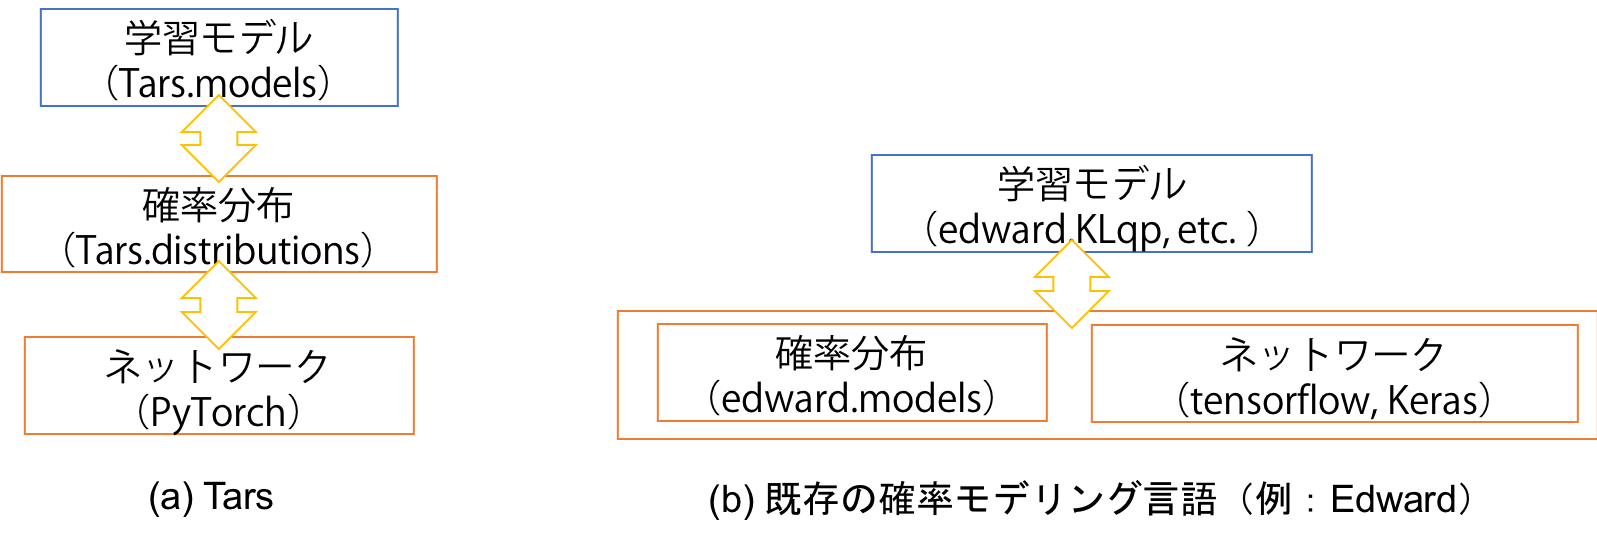 学習モデル
（Tars.models）
確率分布
（Tars.distributions）
ネットワーク
（PyTorch）
(a) Tars
学習モデル
（edward.KLqp, etc. ）
確率分布
（edward.models）
ネットワーク
（tensorflow, Keras）
(b) 既存の確率モデリング言語（例：Edward）